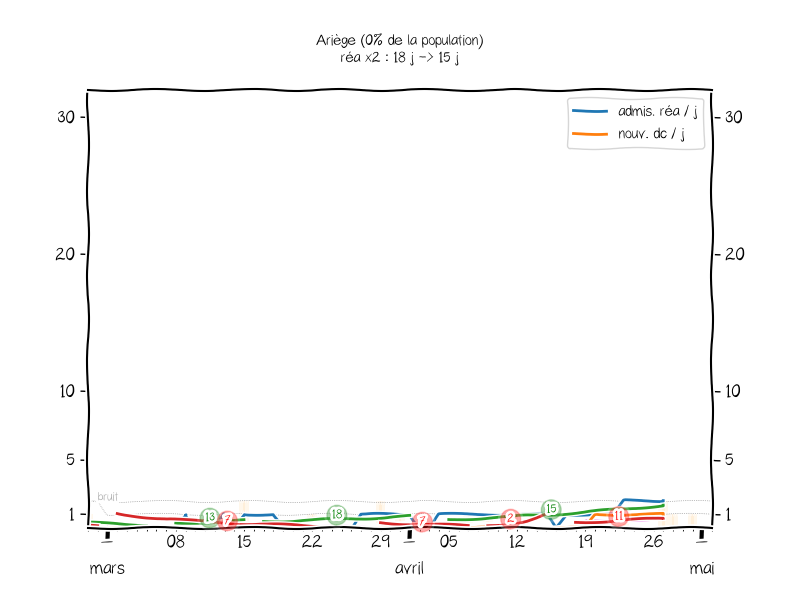 Ariège (0% de la population)
réa x2 : 18 j -> 15 j
admis. réa / j
nouv. dc / j
30 30
20 20
10 10
5 5
bruit
1 1
13 7 18 7 2 15 11
08 15 22 29 05 12 19 26
mars avril mai